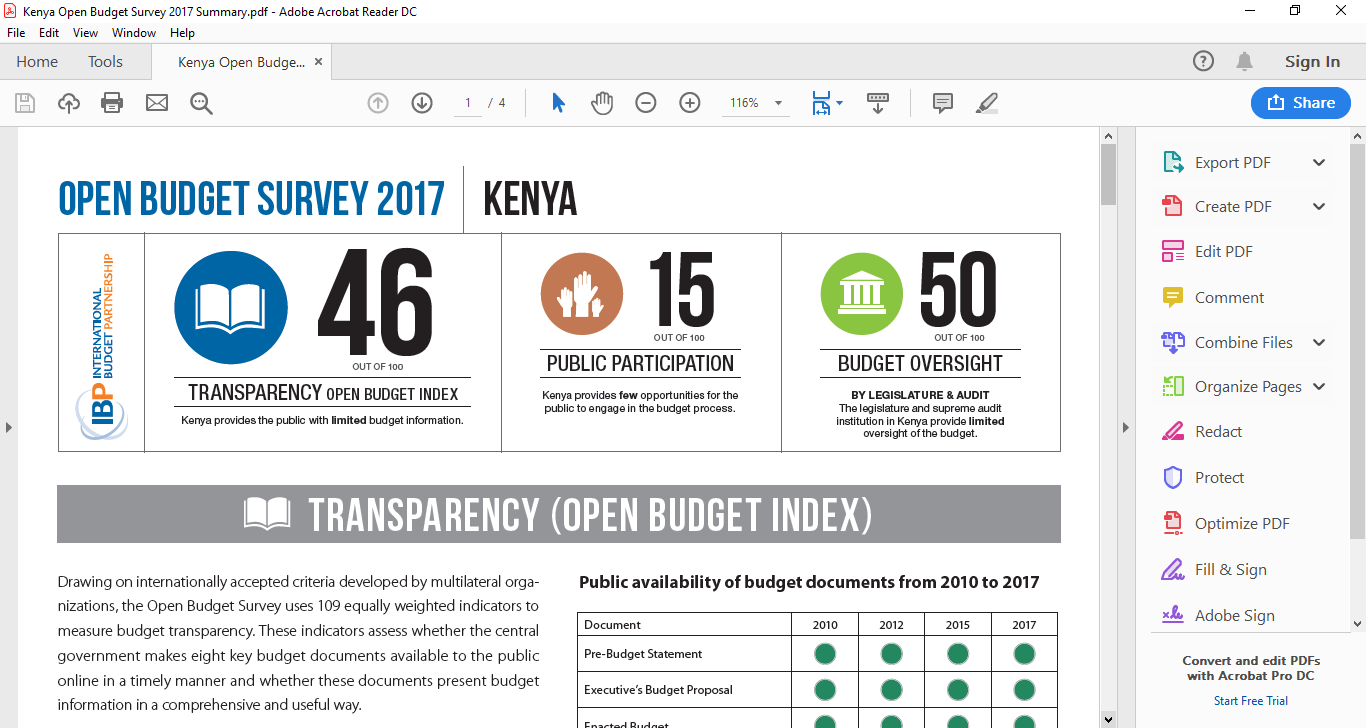 Kenya Open Budget Survey 2017 Summary.pdf - Adobe Acrobat Reader DC
File Edit View Window Help
Home Tools Kenya Open Budge... × Sign In
1 / 4 116% Share
OPEN BUDGET SURVEY 2017 KENYA
IBP INTERNATIONAL
BUDGET PARTNERSHIP
46
OUT OF 100
TRANSPARENCY OPEN BUDGET INDEX
Kenya provides the public with limited budget information.
15
OUT OF 100
PUBLIC PARTICIPATION
Kenya provides few opportunities for the
public to engage in the budget process.
50
OUT OF 100
BUDGET OVERSIGHT
BY LEGISLATURE & AUDIT
The legislature and supreme audit
institution in Kenya provide limited
oversight of the budget.
TRANSPARENCY (OPEN BUDGET INDEX)
Drawing on internationally accepted criteria developed by multilateral orga-
nizations, the Open Budget Survey uses 109 equally weighted indicators to
measure budget transparency. These indicators assess whether the central
government makes eight key budget documents available to the public
online in a timely manner and whether these documents present budget
information in a comprehensive and useful way.
Public availability of budget documents from 2010 to 2017
Document 2010 2012 2015 2017
Pre-Budget Statement
Executive's Budget Proposal
Enacted Budget
Export PDF
Create PDF
Edit PDF
Comment
Combine Files
Organize Pages
Redact
Protect
Optimize PDF
Fill & Sign
Adobe Sign
Convert and edit PDFs
with Acrobat Pro DC
Start Free Trial